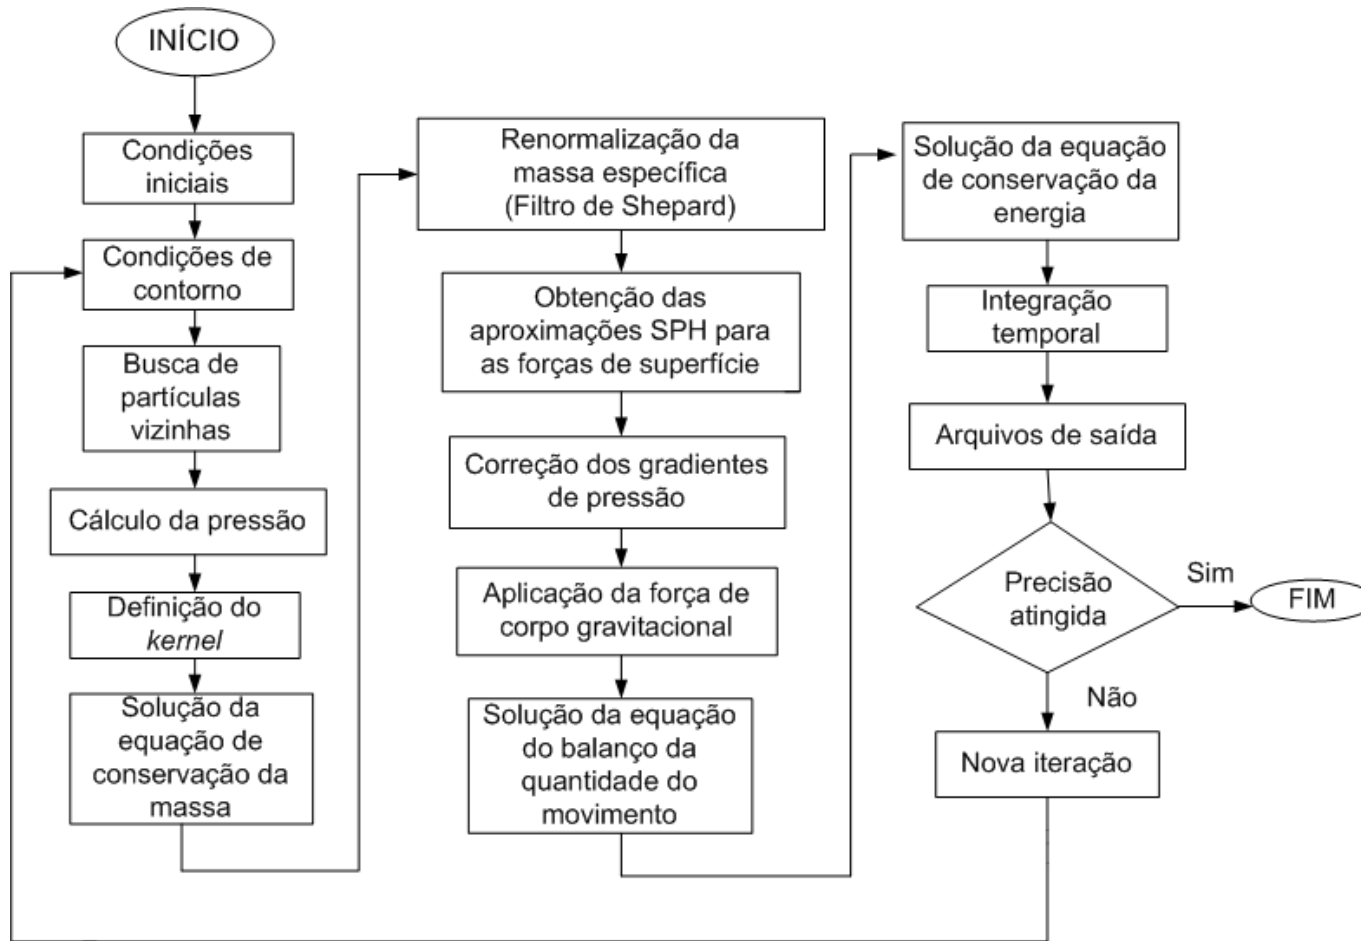 INÍCIO
Condições
iniciais
Condições de
contorno
Busca de
partículas
vizinhas
Cálculo da pressão
Definição do
kernel
Solução da
equação de
conservação da
massa
Renormalização da
massa específica
(Filtro de Shepard)
Obtenção das
aproximações SPH para
as forças de superfície
Correção dos gradientes
de pressão
Aplicação da força de
corpo gravitacional
Solução da equação
do balanço da
quantidade do
movimento
Solução da equação
de conservação da
energia
Integração
temporal
Arquivos de saída
Precisão
atingida
Sim
FIM
Não
Nova iteração